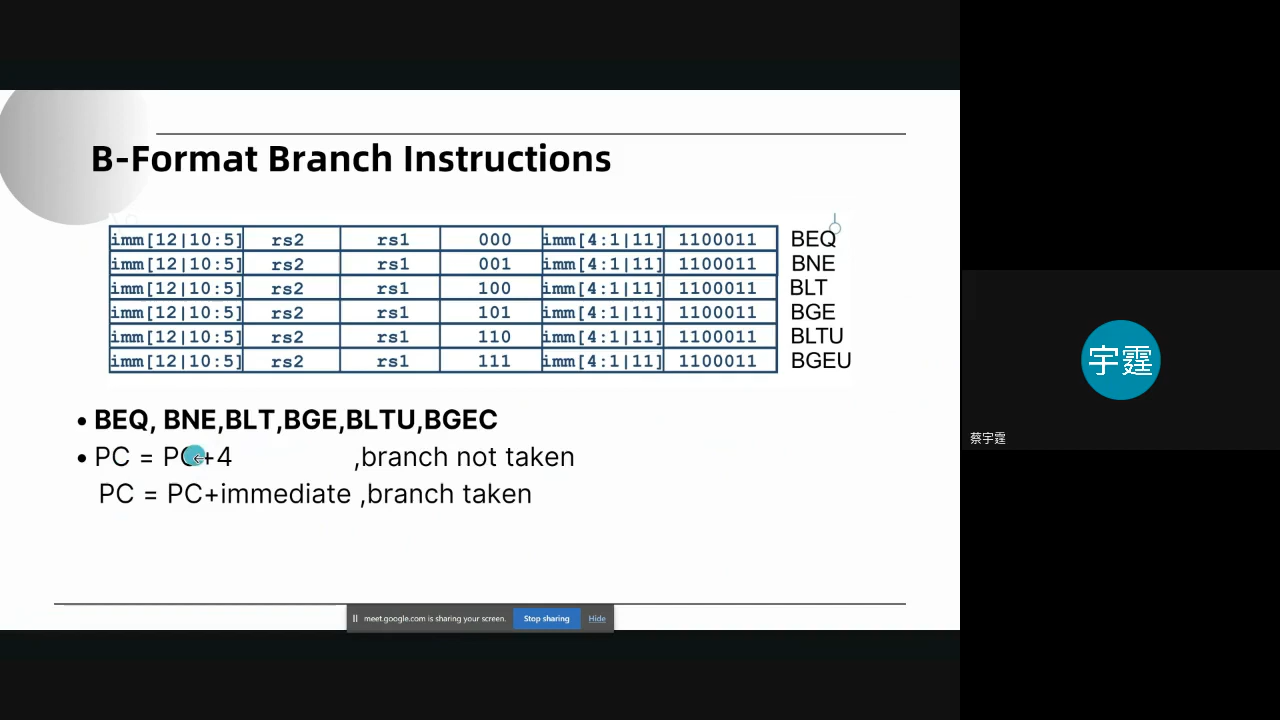 B-Format Branch Instructions
imm[12|10:5] rs2 rs1 000 imm[4:1|11] 1100011 BEQ
imm[12|10:5] rs2 rs1 001 imm[4:1|11] 1100011 BNE
imm[12|10:5] rs2 rs1 100 imm[4:1|11] 1100011 BLT
imm[12|10:5] rs2 rs1 101 imm[4:1|11] 1100011 BGE
imm[12|10:5] rs2 rs1 110 imm[4:1|11] 1100011 BLTU
imm[12|10:5] rs2 rs1 111 imm[4:1|11] 1100011 BGEU
• BEQ, BNE,BLT,BGE,BLTU,BGEC
• PC = PC+4 ,branch not taken
PC = PC+immediate ,branch taken
meet.google.com is sharing your screen. Stop sharing Hide
宇霆
蔡宇霆